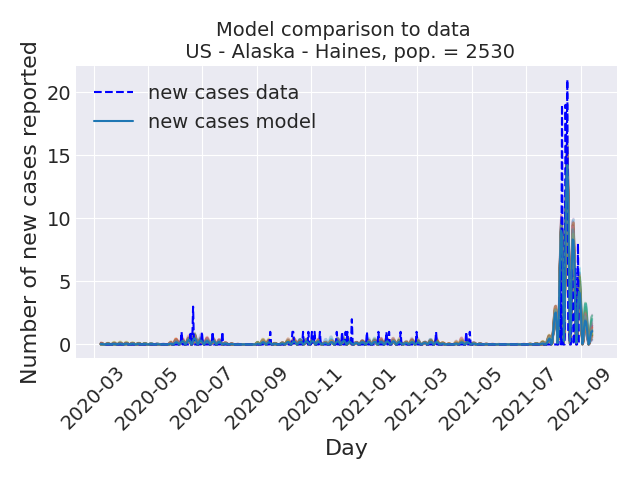 Model comparison to data
US - Alaska - Haines, pop. = 2530
Number of new cases reported
20
15
10
5
0
new cases data
new cases model
2020-03
2020-05
2020-07
2020-09
2020-11
2021-01
2021-03
2021-05
2021-07
2021-09
Day